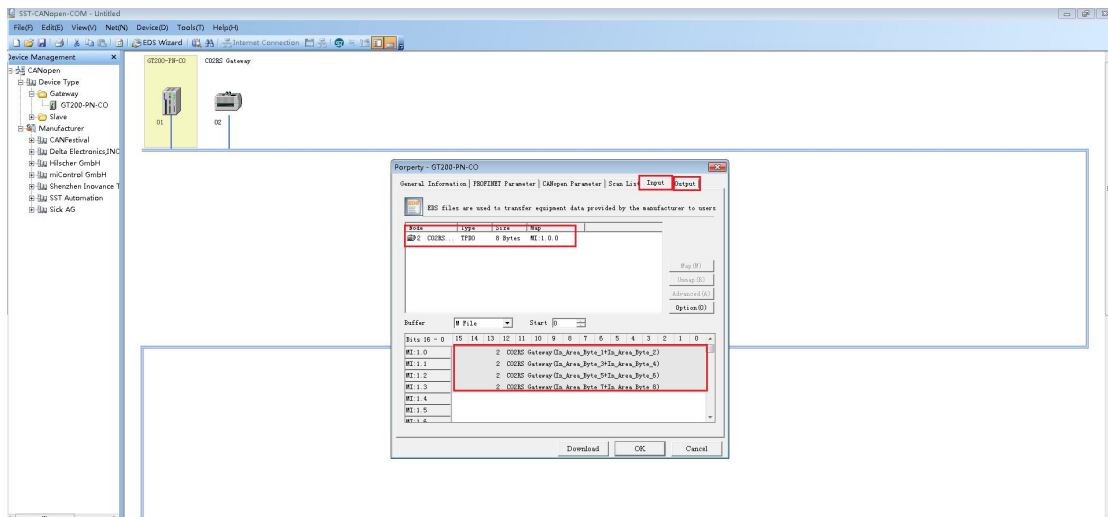 SST-CANopen-COM - Untitled
File(F) Edit(E) View(V) Net(N) Device(D) Tools(T) Help(H)
EDS Wizard Internet Connection
Device Management
CANopen
Device Type
Gateway
GT200-PN-CO
Slave
Manufacturer
CANFestival
Delta Electronics,INC
Hilscher GmbH
miControl GmbH
Shenzhen Inovance T
SST Automation
Sick AG
GT200-PN-CO
01
CO2RS Gateway
02
Porperty - GT200-PN-CO
General Information PROFINET Parameter CANopen Parameter Scan List Input Output
EDS files are used to transfer equipment data provided by the manufacturer to users
Node Type Size Map
2 CO2RS... TPDO 8 Bytes MI:1.0.0
Map(M)
Unmap(R)
Advanced(A)
Option(O)
Buffer M File Start 0
Bits 16 - 0 15 14 13 12 11 10 9 8 7 6 5 4 3 2 1 0
MI:1.0 2 CO2RS Gateway(In_Area_Byte_1+In_Area_Byte_2)
MI:1.1 2 CO2RS Gateway(In_Area_Byte_3+In_Area_Byte_4)
MI:1.2 2 CO2RS Gateway(In_Area_Byte_5+In_Area_Byte_6)
MI:1.3 2 CO2RS Gateway(In_Area_Byte_7+In_Area_Byte_8)
MI:1.4
MI:1.5
MI:1.6
Download OK Cancel